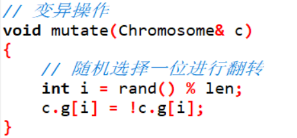 // 变异操作
void mutate(Chromosome& c)
{
    // 随机选择一位进行翻转
    int i = rand() % len;
    c.g[i] = !c.g[i];
}